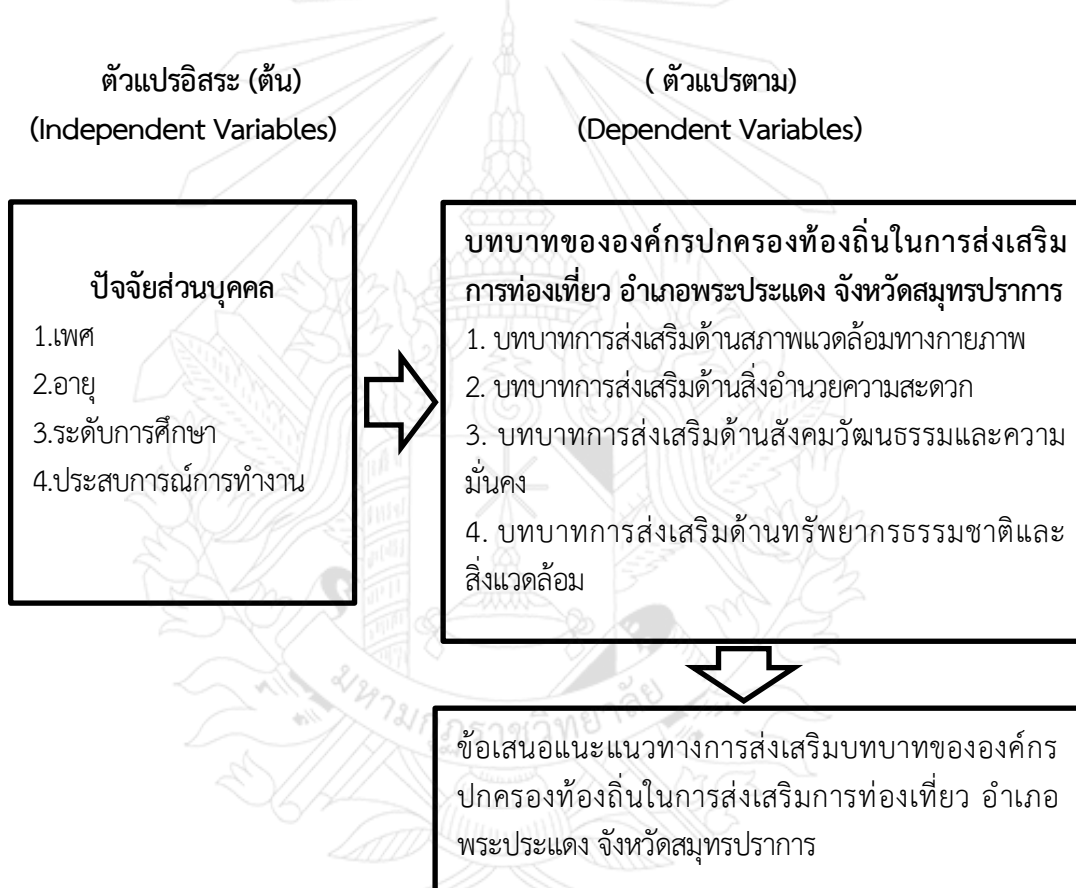 ตัวแปรอิสระ (ต้น)
(Independent Variables)
( ตัวแปรตาม)
(Dependent Variables)
ปัจจัยส่วนบุคคล
1.เพศ
2.อายุ
3.ระดับการศึกษา
4.ประสบการณ์การทำงาน
บทบาทขององค์กรปกครองท้องถิ่นในการส่งเสริม
การท่องเที่ยว อำเภอพระประแดง จังหวัดสมุทรปราการ
1. บทบาทการส่งเสริมด้านสภาพแวดล้อมทางกายภาพ
2. บทบาทการส่งเสริมด้านสิ่งอำนวยความสะดวก
3. บทบาทการส่งเสริมด้านสังคมวัฒนธรรมและความ
มั่นคง
4. บทบาทการส่งเสริมด้านทรัพยากรธรรมชาติและ
สิ่งแวดล้อม
มหามกุฏราชวิทยาลัย
ข้อเสนอแนะแนวทางการส่งเสริมบทบาทขององค์กร
ปกครองท้องถิ่นในการส่งเสริมการท่องเที่ยว อำเภอ
พระประแดง จังหวัดสมุทรปราการ